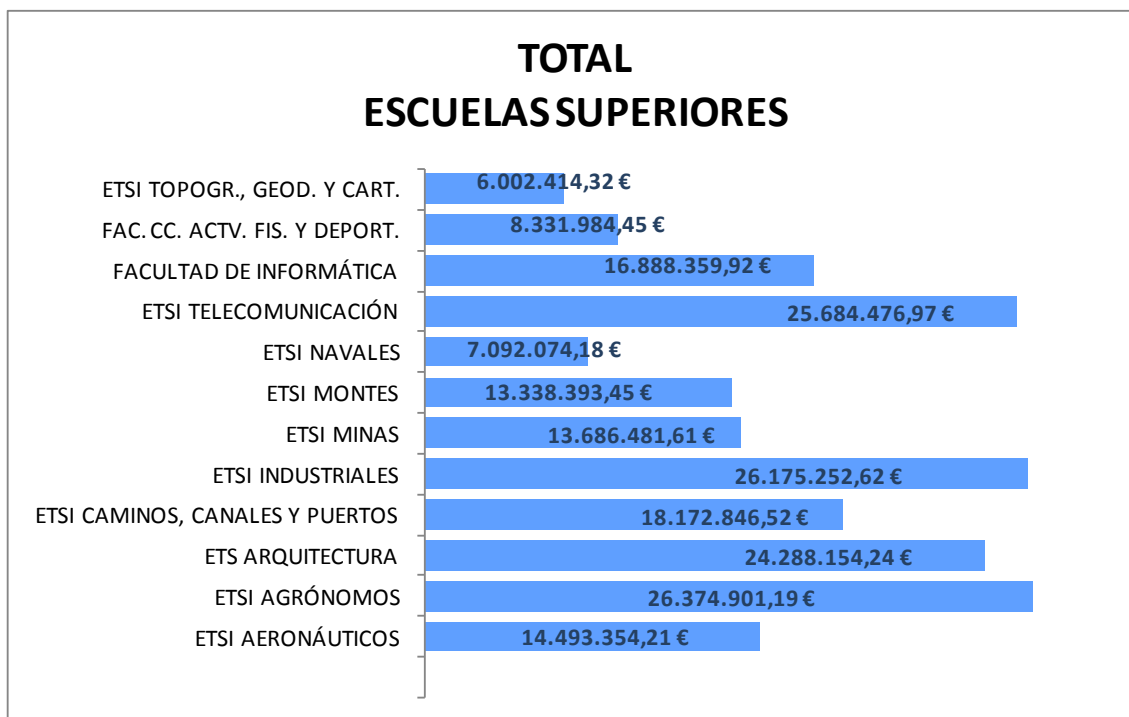 TOTAL
ESCUELAS SUPERIORES
ETSI TOPOGR., GEOD. Y CART. 6.002.414,32 €
FAC. CC. ACTV. FIS. Y DEPORT. 8.331.984,45 €
FACULTAD DE INFORMÁTICA 16.888.359,92 €
ETSI TELECOMUNICACIÓN 25.684.476,97 €
ETSI NAVALES 7.092.074,18 €
ETSI MONTES 13.338.393,45 €
ETSI MINAS 13.686.481,61 €
ETSI INDUSTRIALES 26.175.252,62 €
ETSI CAMINOS, CANALES Y PUERTOS 18.172.846,52 €
ETS ARQUITECTURA 24.288.154,24 €
ETSI AGRÓNOMOS 26.374.901,19 €
ETSI AERONÁUTICOS 14.493.354,21 €